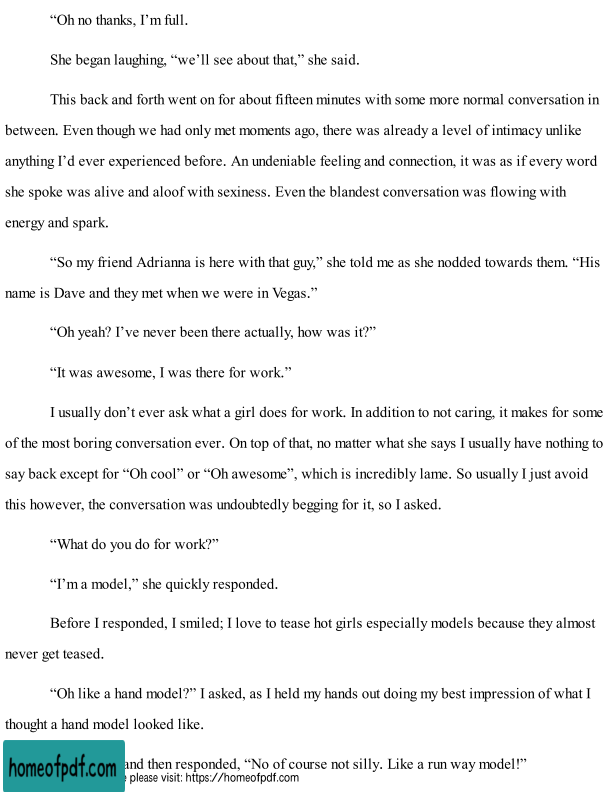 “Oh no thanks, I’m full.
She began laughing, “we’ll see about that,” she said.
This back and forth went on for about fifteen minutes with some more normal conversation in
between. Even though we had only met moments ago, there was already a level of intimacy unlike
anything I’d ever experienced before. An undeniable feeling and connection, it was as if every word
she spoke was alive and aloof with sexiness. Even the blandest conversation was flowing with
energy and spark.
“So my friend Adrianna is here with that guy,” she told me as she nodded towards them. “His
name is Dave and they met when we were in Vegas.”
“Oh yeah? I’ve never been there actually, how was it?”
“It was awesome, I was there for work.”
I usually don’t ever ask what a girl does for work. In addition to not caring, it makes for some
of the most boring conversation ever. On top of that, no matter what she says I usually have nothing to
say back except for “Oh cool” or “Oh awesome”, which is incredibly lame. So usually I just avoid
this however, the conversation was undoubtedly begging for it, so I asked.
“What do you do for work?”
“I’m a model,” she quickly responded.
Before I responded, I smiled; I love to tease hot girls especially models because they almost
never get teased.
“Oh like a hand model?” I asked, as I held my hands out doing my best impression of what I
thought a hand model looked like.
and then responded, “No of course not silly. Like a run way model!”
homeofpdf.com
please visit: https://homeofpdf.com